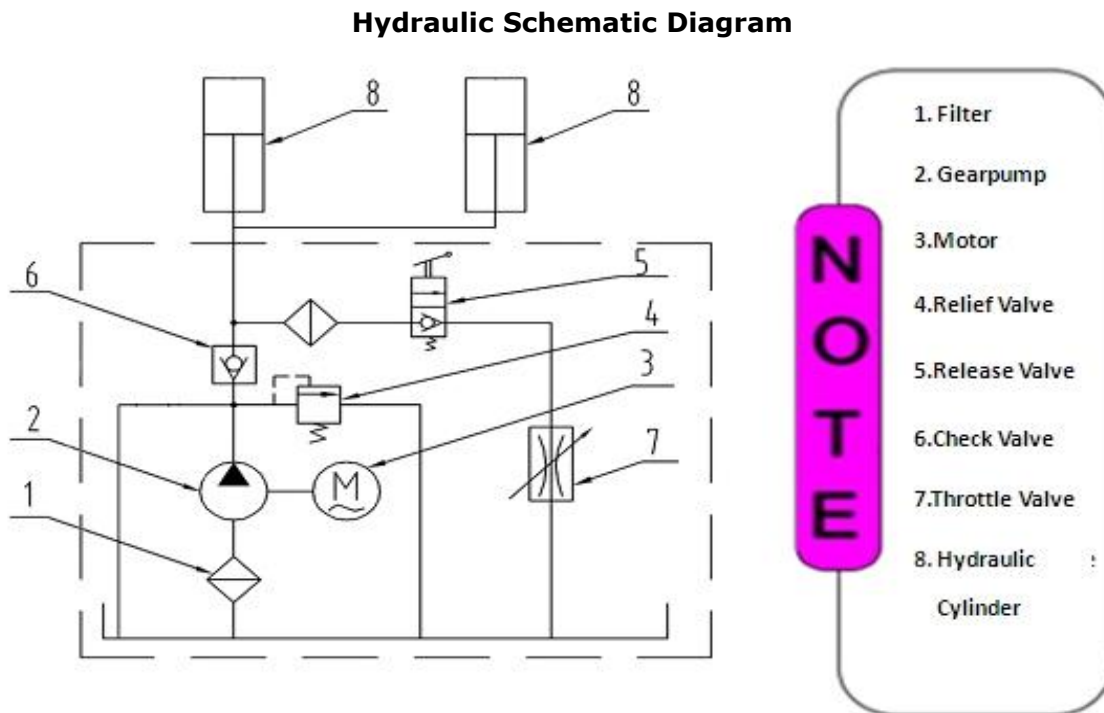 Hydraulic Schematic Diagram
8
8
6
5
4
3
2
1
7
M
NOTE
1. Filter
2. Gearpump
3.Motor
4.Relief Valve
5.Release Valve
6.Check Valve
7.Throttle Valve
8. Hydraulic
Cylinder